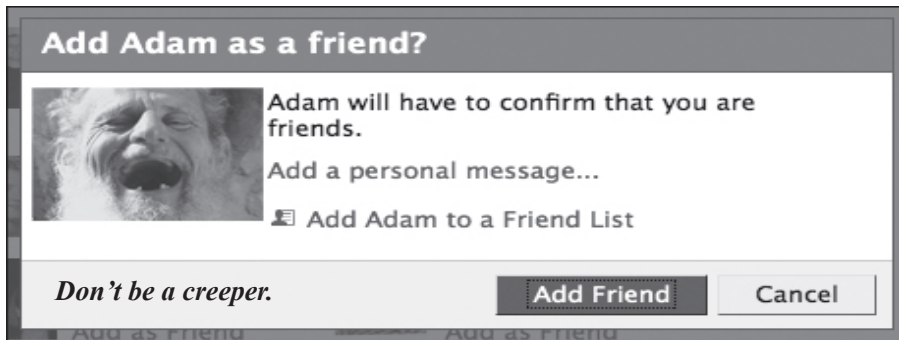 Add Adam as a friend?
Adam will have to confirm that you are
friends.
Add a personal message...
Add Adam to a Friend List
Don't be a creeper.
Add Friend
Cancel
Add as Friend
Add as Friend